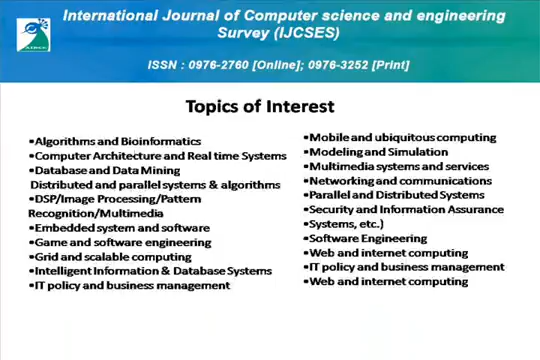 International Journal of Computer science and engineering
Survey (IJCSES)
ISSN : 0976-2760 [Online]; 0976-3252 [Print]
Topics of Interest
•Algorithms and Bioinformatics
•Computer Architecture and Real time Systems
•Database and Data Mining
Distributed and parallel systems & algorithms
•DSP/Image Processing/Pattern
Recognition/Multimedia
•Embedded system and software
•Game and software engineering
•Grid and scalable computing
•Intelligent Information & Database Systems
•IT policy and business management
•Mobile and ubiquitous computing
•Modeling and Simulation
•Multimedia systems and services
•Networking and communications
•Parallel and Distributed Systems
•Security and Information Assurance
•Systems, etc.)
•Software Engineering
•Web and internet computing
•IT policy and business management
•Web and internet computing